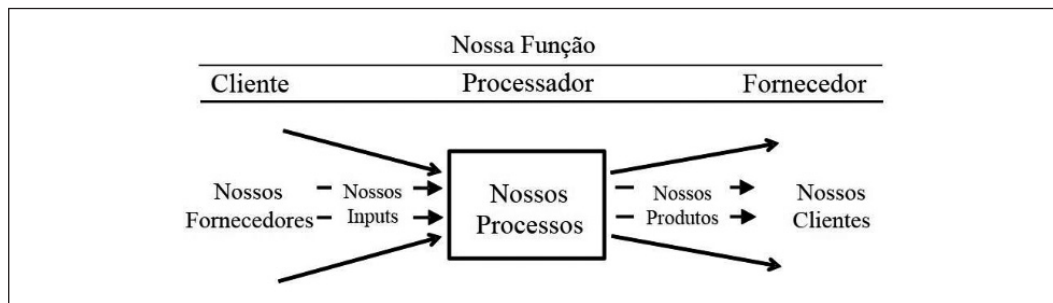 Nossa Função
Cliente Processador Fornecedor
Nossos Fornecedores
Nossos Inputs
Nossos Processos
Nossos Produtos
Nossos Clientes